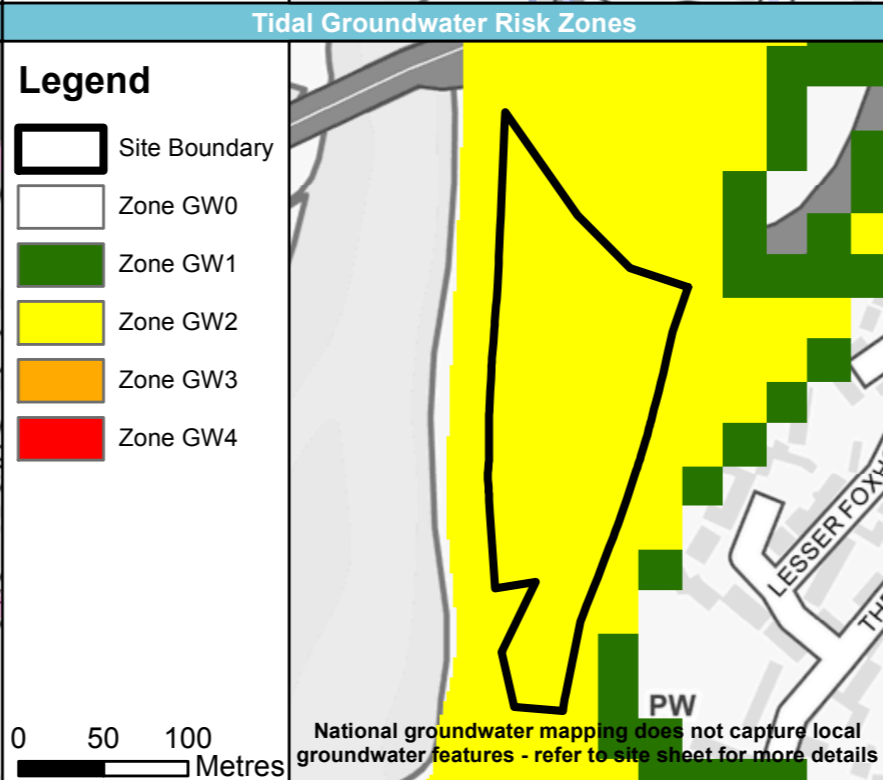 Tidal Groundwater Risk Zones
Legend
Site Boundary
Zone GW0
Zone GW1
Zone GW2
Zone GW3
Zone GW4
0 50 100
Metres
LESSER FOXH
THE
PW
National groundwater mapping does not capture local
groundwater features - refer to site sheet for more details